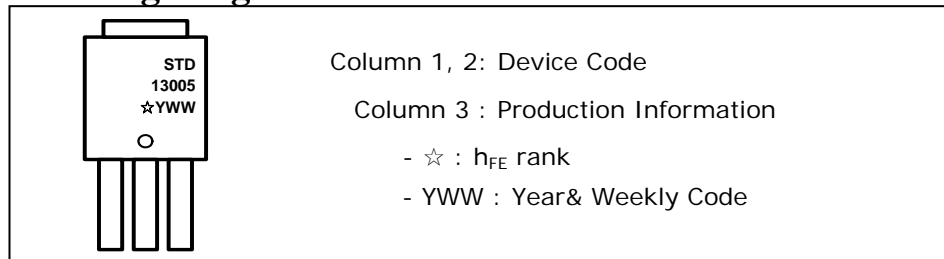 STD
13005
☆YWW
Column 1, 2: Device Code
Column 3 : Production Information
- ☆ : hFE rank
- YWW : Year& Weekly Code